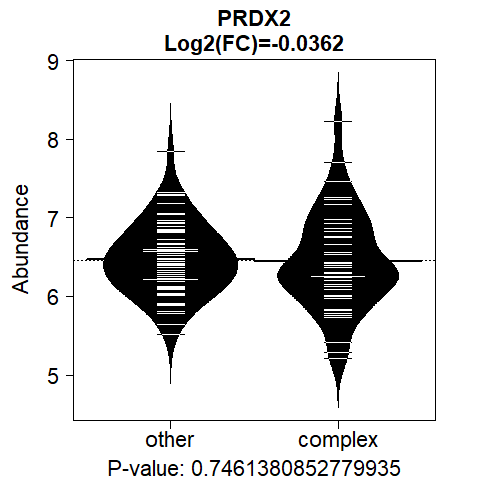 PRDX2
Log2(FC)=-0.0362
9
8
7
6
5
Abundance
other complex
P-value: 0.7461380852779935